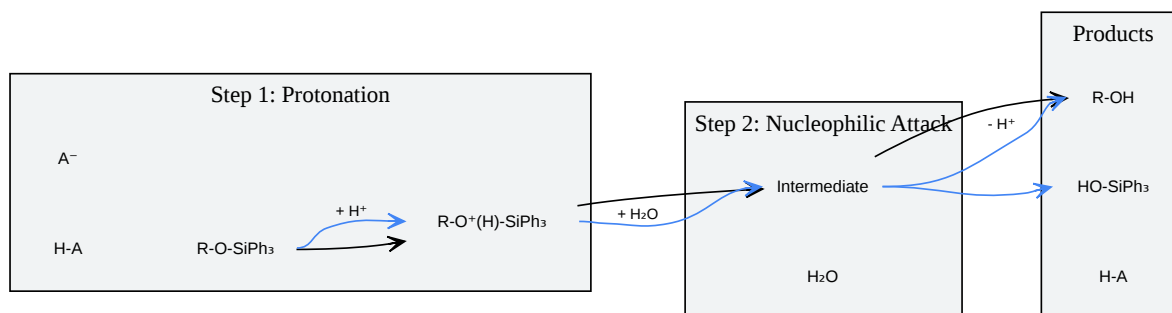 Step 1: Protonation
A⁻
H-A
R-O-SiPh₃
+ H⁺
R-O⁺(H)-SiPh₃
+ H₂O
Step 2: Nucleophilic Attack
Intermediate
H₂O
- H⁺
Products
R-OH
HO-SiPh₃
H-A